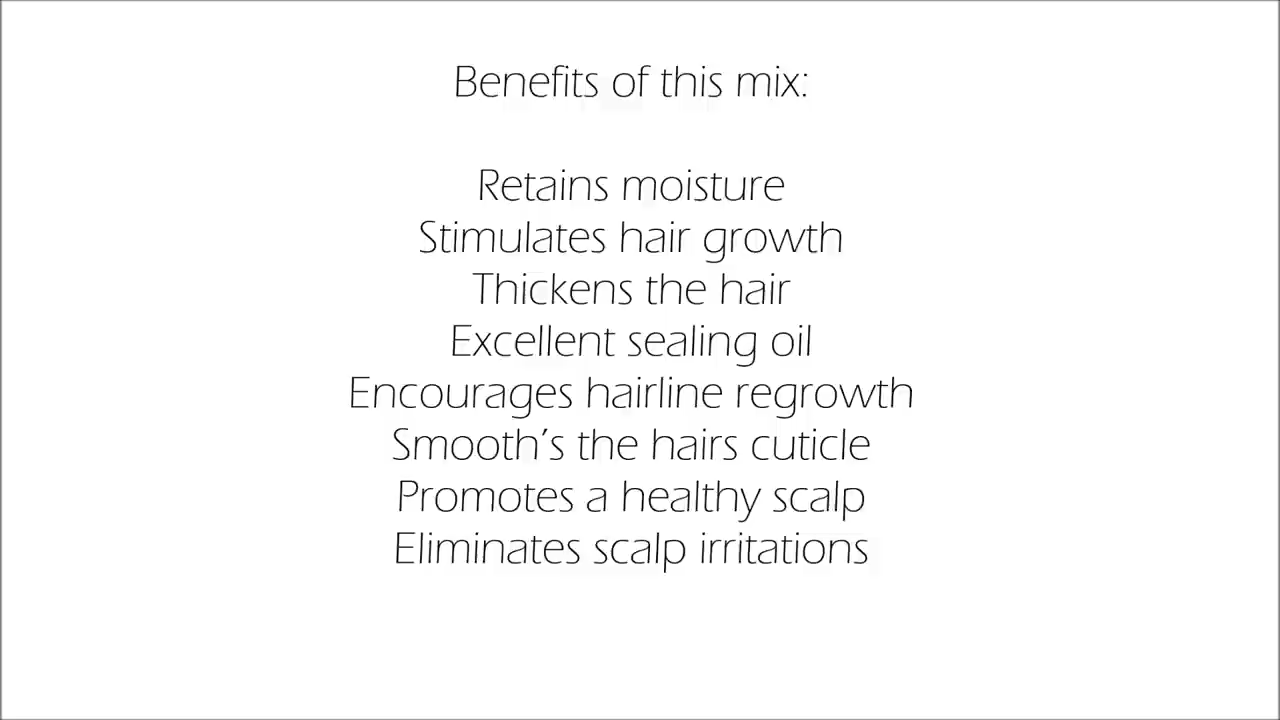 Benefits of this mix:
Retains moisture
Stimulates hair growth
Thickens the hair
Excellent sealing oil
Encourages hairline regrowth
Smooth's the hairs cuticle
Promotes a healthy scalp
Eliminates scalp irritations